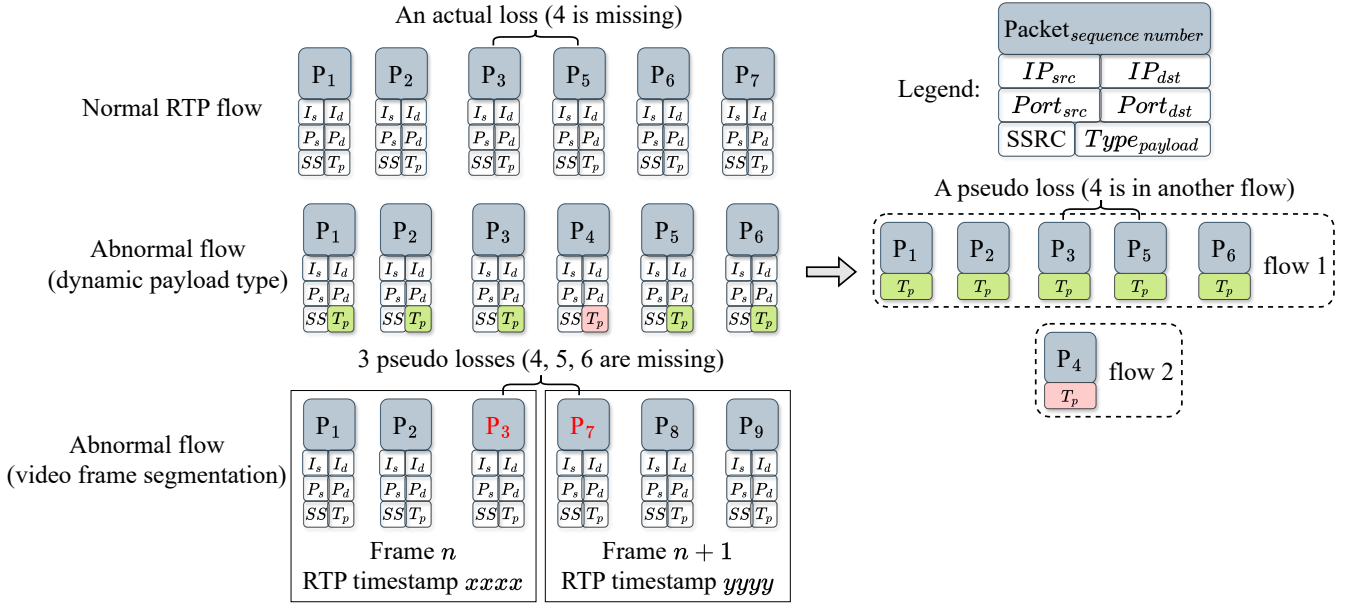 An actual loss (4 is missing)
Normal RTP flow
P1 P2 P3 P5 P6 P7
Is Id Is Id Is Id Is Id Is Id Is Id
Ps Pd Ps Pd Ps Pd Ps Pd Ps Pd Ps Pd
SS Tp SS Tp SS Tp SS Tp SS Tp SS Tp
Legend:
Packet sequence number
IPsrc IPdst
Portsrc Portdst
SSRC Typepayload
Abnormal flow
(dynamic payload type)
P1 P2 P3 P4 P5 P6
Is Id Is Id Is Id Is Id Is Id Is Id
Ps Pd Ps Pd Ps Pd Ps Pd Ps Pd Ps Pd
SS Tp SS Tp SS Tp SS Tp SS Tp SS Tp
A pseudo loss (4 is in another flow)
P1 P2 P3 P5 P6
Tp Tp Tp Tp Tp
flow 1
P4
Tp
flow 2
3 pseudo losses (4, 5, 6 are missing)
Abnormal flow
(video frame segmentation)
P1 P2 P3 P7 P8 P9
Is Id Is Id Is Id Is Id Is Id Is Id
Ps Pd Ps Pd Ps Pd Ps Pd Ps Pd Ps Pd
SS Tp SS Tp SS Tp SS Tp SS Tp SS Tp
Frame n
RTP timestamp xxxx
Frame n + 1
RTP timestamp yyyy